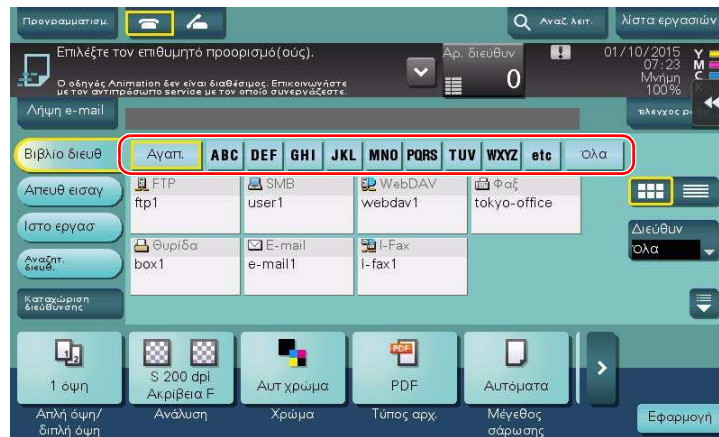 Προγραμματισμ.
Αναζ. λειτ.
λίστα εργασιών
Επιλέξτε τον επιθυμητό προορισμό(ούς).
Ο οδηγός Animation δεν είναι διαθέσιμος. Επικοινωνήστε
με τον αντιπρόσωπο service με τον οποίο συνεργάζεστε.
Αρ. διεύθυν
0
01/10/2015
07:23
Μνήμη
100%
Y
M
C
K
Λήψη e-mail
Βιβλίο διευθ
Αγαπ.
ABC
DEF
GHI
JKL
MNO
PQRS
TUV
WXYZ
etc
Όλα
Απευθ εισαγ
Ιστο εργασ
Αναζητ.
διευθ.
Καταχώριση
διεύθυνσης
FTP
ftp1
SMB
user1
WebDAV
webdav1
Φαξ
tokyo-office
Θυρίδα
box1
E-mail
e-mail1
I-Fax
I-fax1
Διεύθυν
Όλα
1 όψη
S 200 dpi
Ακρίβεια F
Αυτ χρώμα
PDF
PDF
Αυτόματα
Απλή όψη/
διπλή όψη
Ανάλυση
Χρώμα
Τύπος αρχ.
Μέγεθος
σάρωσης
Εφαρμογή